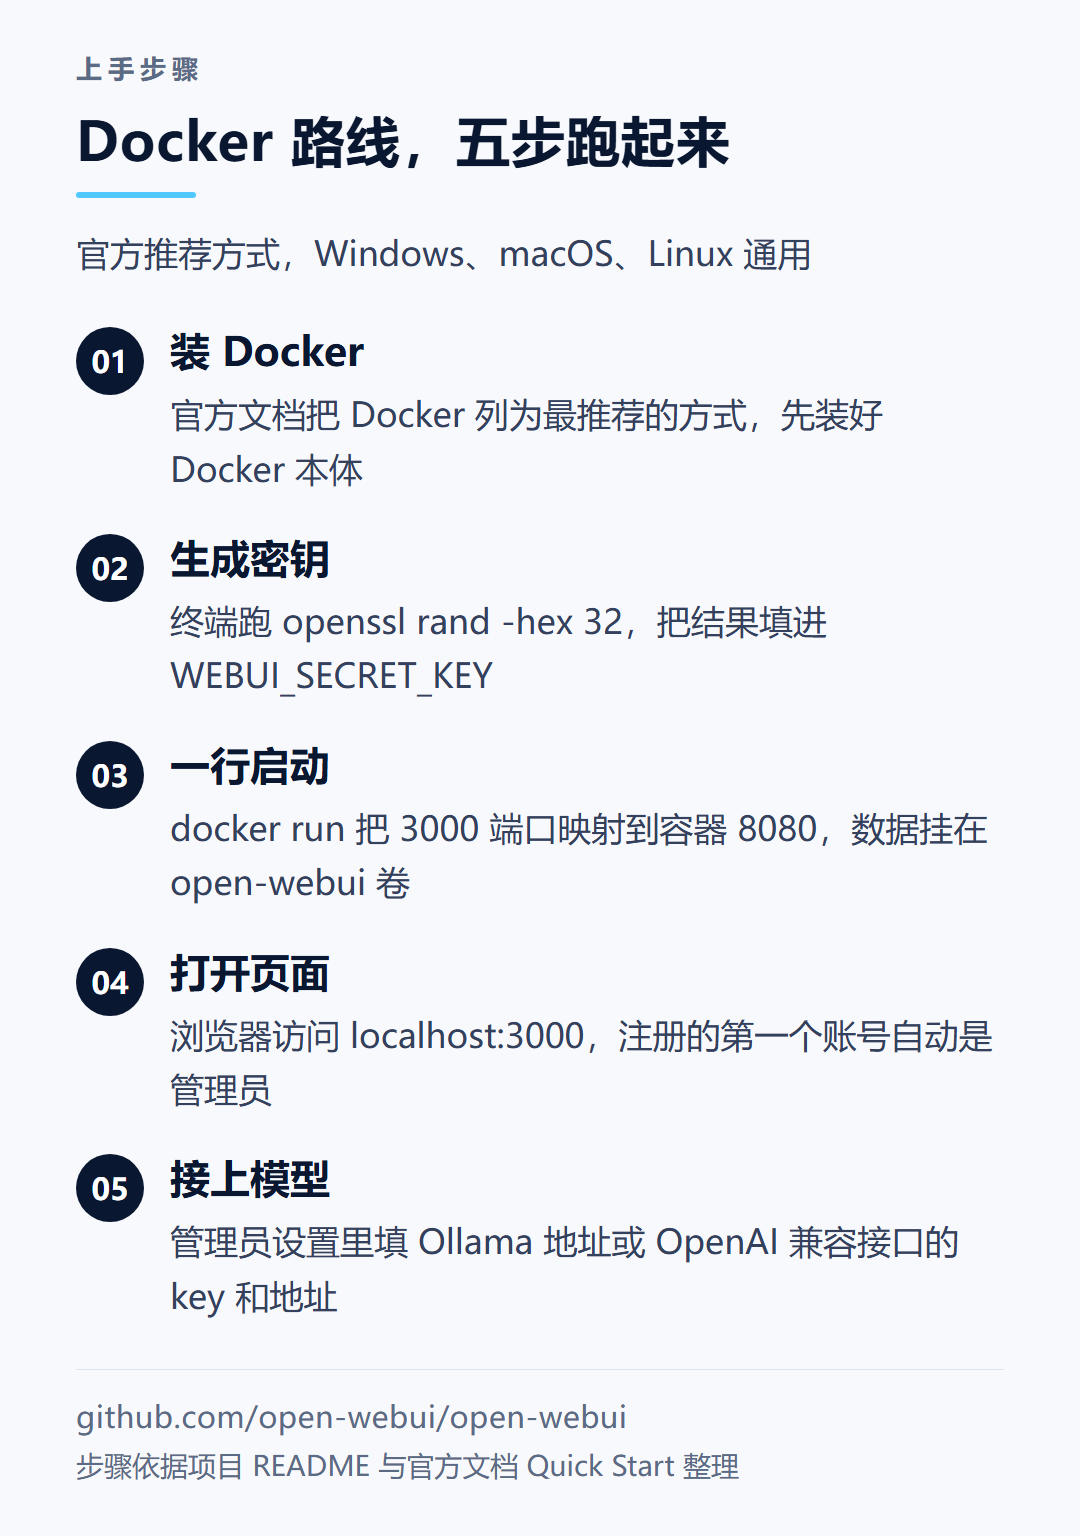 上手步骤
Docker 路线，五步跑起来
官方推荐方式，Windows、macOS、Linux 通用
01
装 Docker
官方文档把 Docker 列为最推荐的方式，先装好
Docker 本体
02
生成密钥
终端跑 openssl rand -hex 32，把结果填进
WEBUI_SECRET_KEY
03
一行启动
docker run 把 3000 端口映射到容器 8080，数据挂在
open-webui 卷
04
打开页面
浏览器访问 localhost:3000，注册的第一个账号自动是
管理员
05
接上模型
管理员设置里填 Ollama 地址或 OpenAI 兼容接口的
key 和地址
github.com/open-webui/open-webui
步骤依据项目 README 与官方文档 Quick Start 整理